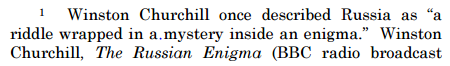 1 Winston Churchill once described Russia as “a
riddle wrapped in a mystery inside an enigma.” Winston
Churchill, The Russian Enigma (BBC radio broadcast